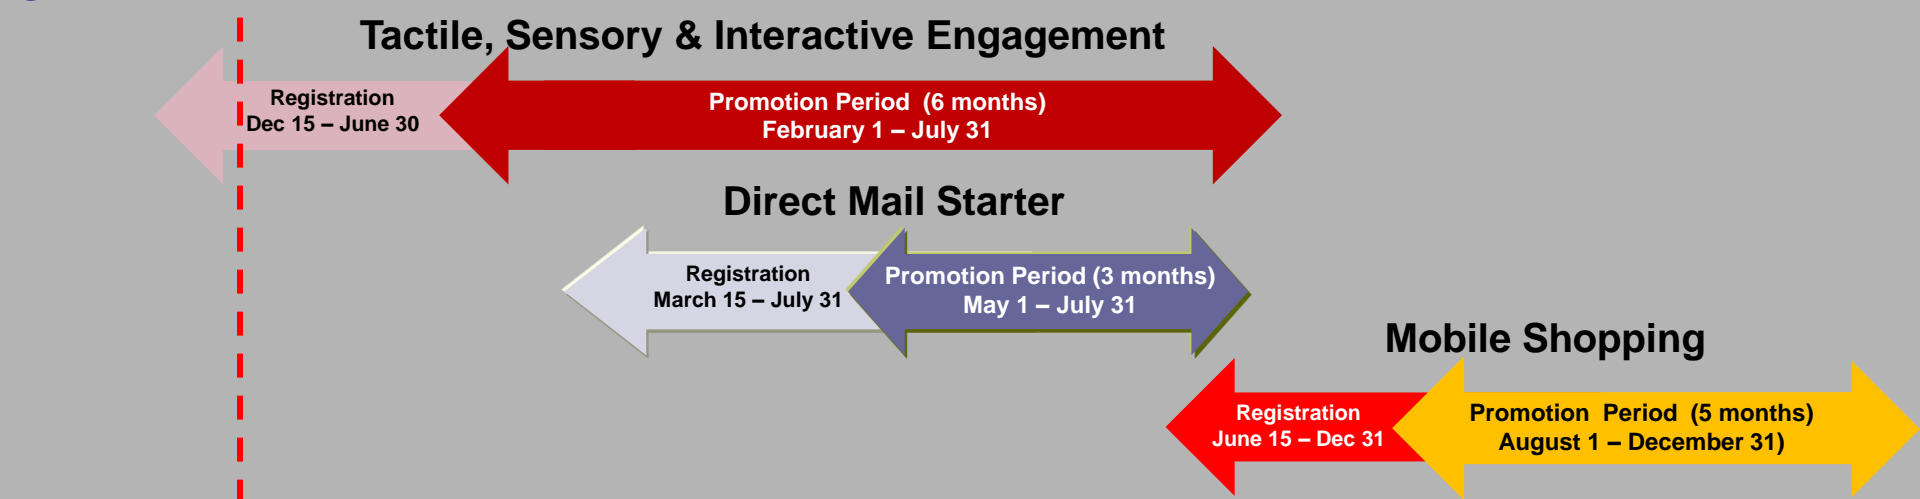 Tactile, Sensory & Interactive Engagement
Registration
Dec 15 – June 30
Promotion Period  (6 months)
February 1 – July 31
Direct Mail Starter
Registration
March 15 – July 31
Promotion Period (3 months)
May 1 – July 31
Mobile Shopping
Registration
June 15 – Dec 31
Promotion  Period  (5 months)
August 1 – December 31)